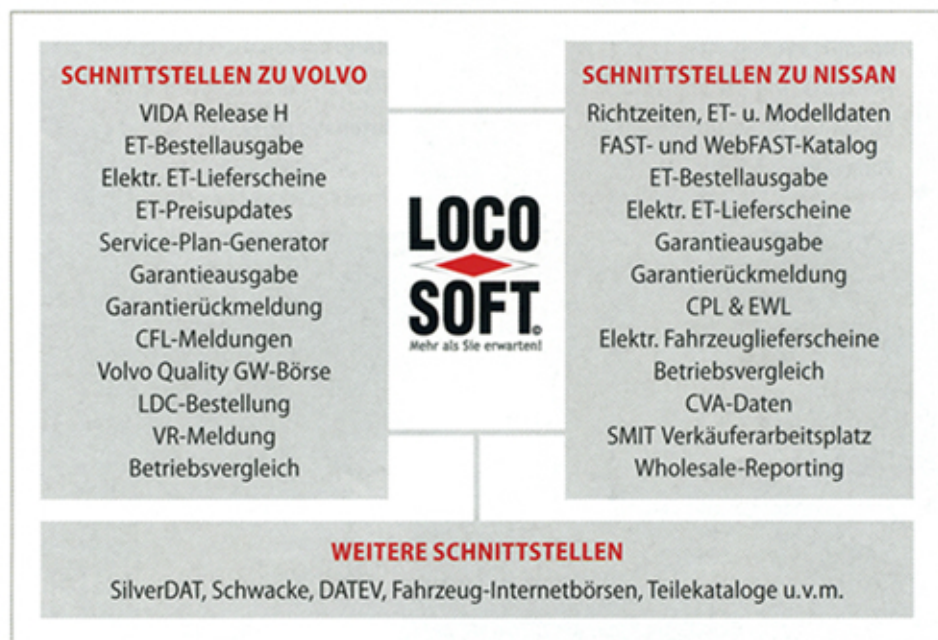 SCHNITTSTELLEN ZU VOLVO
VIDA Release H
ET-Bestellausgabe
Elektr. ET-Lieferscheine
ET-Preisupdates
Service-Plan-Generator
Garantieausgabe
Garantierückmeldung
CFL-Meldungen
Volvo Quality GW-Börse
LDC-Bestellung
VR-Meldung
Betriebsvergleich
LOCO
SOFT©
Mehr als Sie erwarten!
SCHNITTSTELLEN ZU NISSAN
Richtzeiten, ET- u. Modelldaten
FAST- und WebFAST-Katalog
ET-Bestellausgabe
Elektr. ET-Lieferscheine
Garantieausgabe
Garantierückmeldung
CPL & EWL
Elektr. Fahrzeuglieferscheine
Betriebsvergleich
CVA-Daten
SMIT Verkäuferarbeitsplatz
Wholesale-Reporting
WEITERE SCHNITTSTELLEN
SilverDAT, Schwacke, DATEV, Fahrzeug-Internetbörsen, Teilekataloge u.v.m.